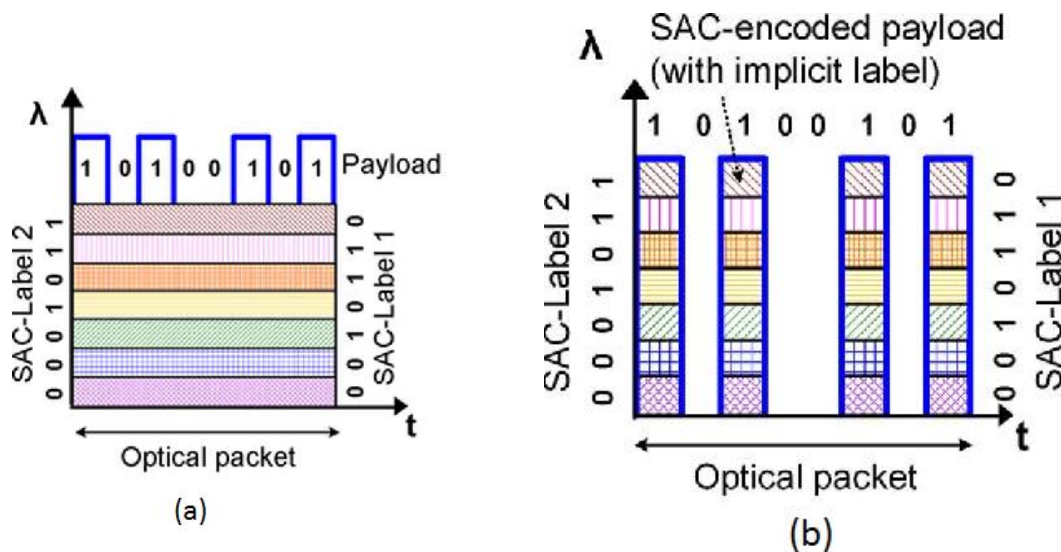 λ
1 0 1 0 0 1 0 1 Payload
SAC-Label 2
0 0 0 1 0 1 1
0 0 1 0 1 1 0
SAC-Label 1
t
Optical packet
(a)
SAC-encoded payload
(with implicit label)
λ
1 0 1 0 0 1 0 1
SAC-Label 2
0 0 0 1 0 1 1
0 0 1 0 1 1 0
SAC-Label 1
t
Optical packet
(b)